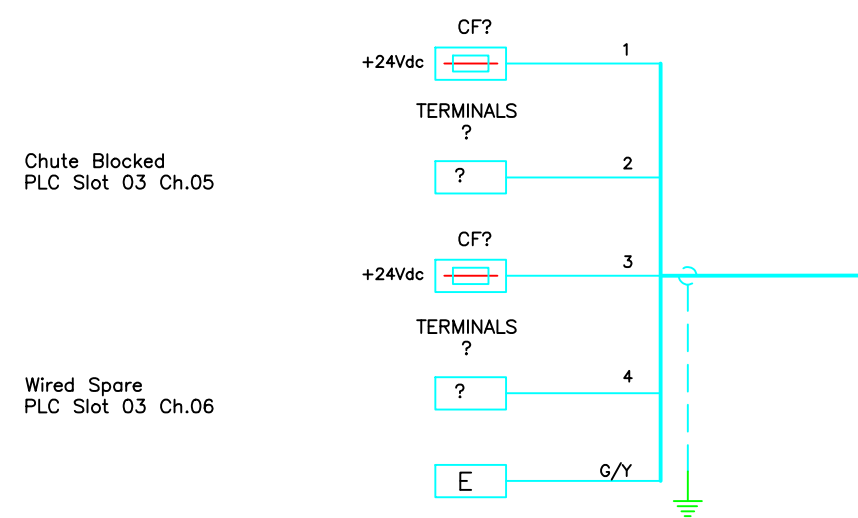 CF?
+24Vdc
1
TERMINALS
?
Chute Blocked
PLC Slot 03 Ch.05
?
2
CF?
+24Vdc
3
TERMINALS
?
Wired Spare
PLC Slot 03 Ch.06
?
4
E
G/Y